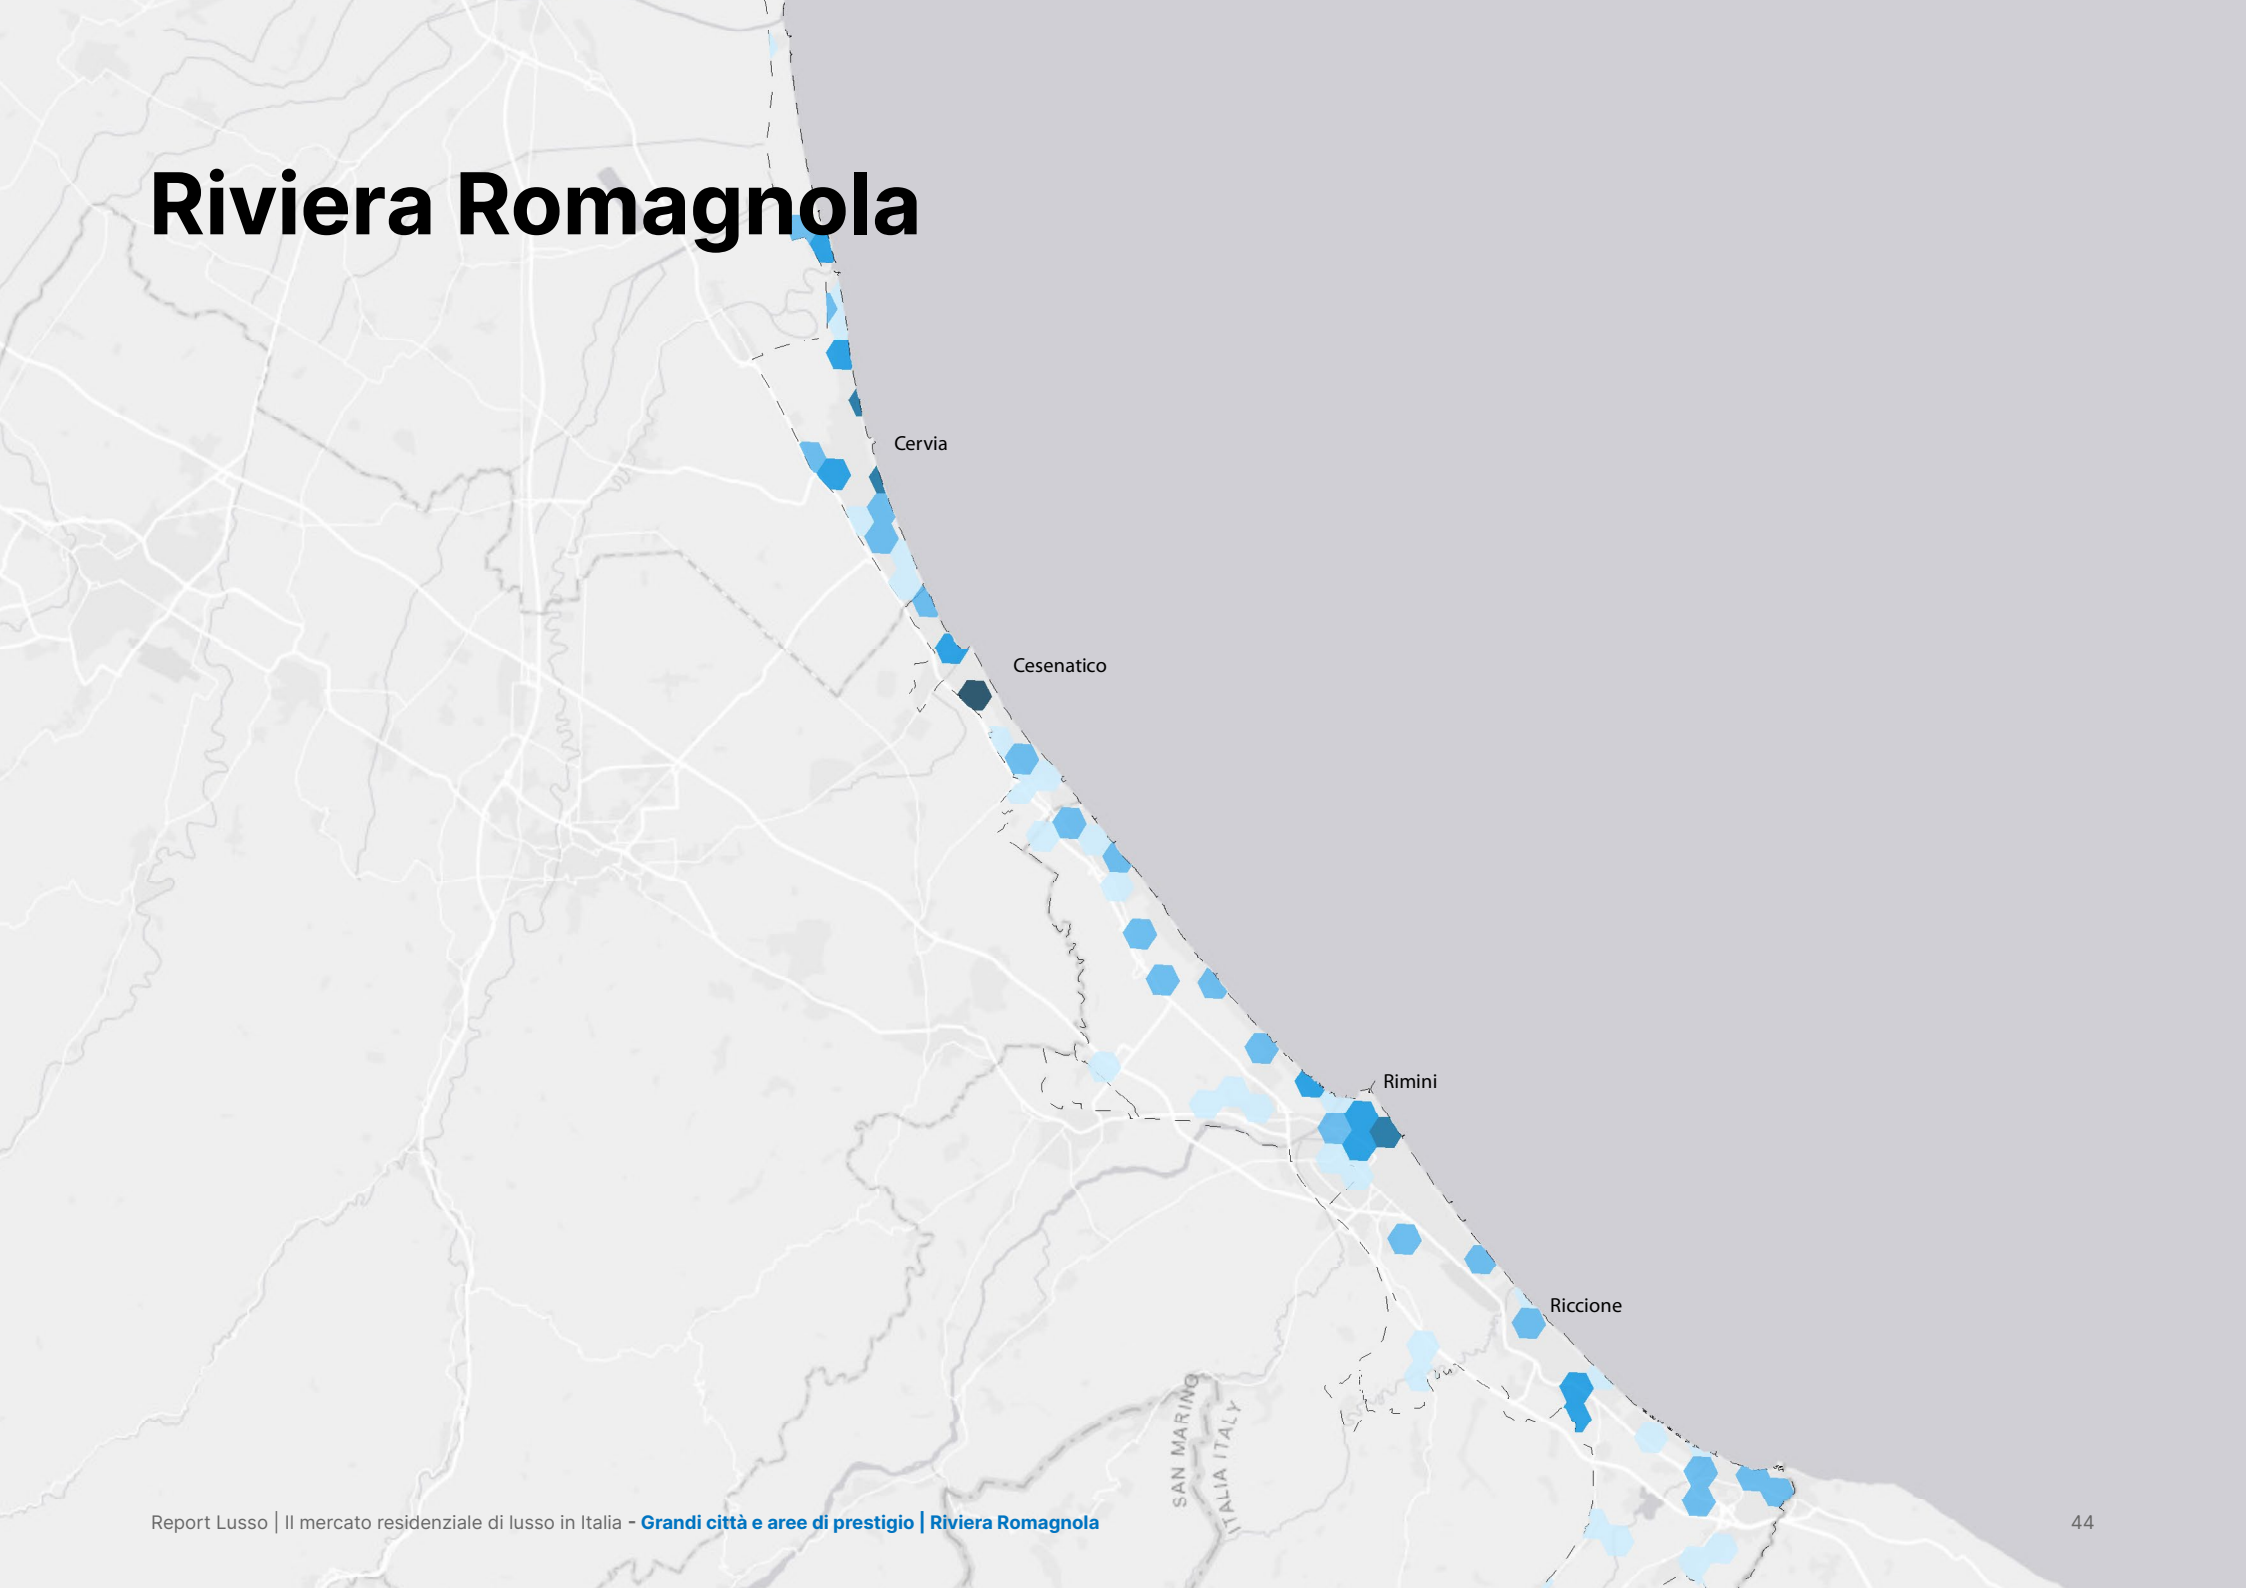 Riviera Romagnola
Cervia
Cesenatico
Rimini
Riccione
SAN MARINO
ITALIA ITALY
Report Lusso | Il mercato residenziale di lusso in Italia - Grandi città e aree di prestigio | Riviera Romagnola
44